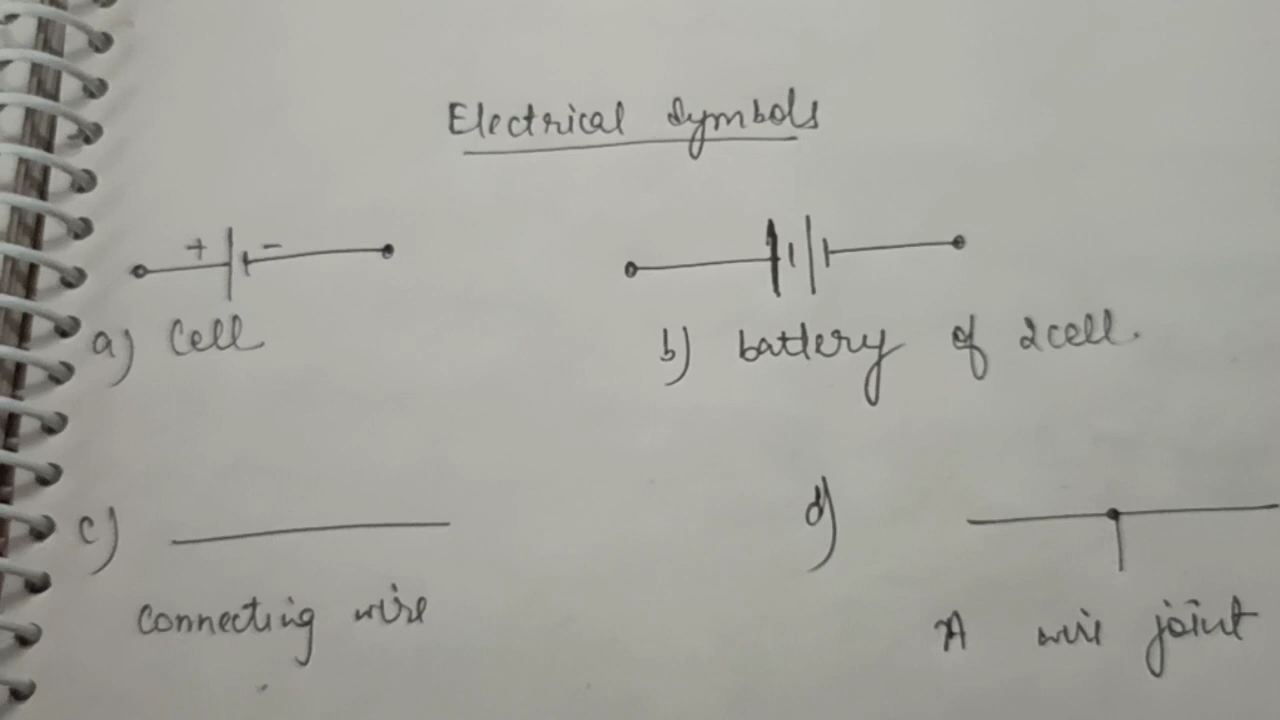 Electrical Symbols
+ -
a) Cell
b) battery of 2cell.
c)
connecting wire
d)
A wire joint